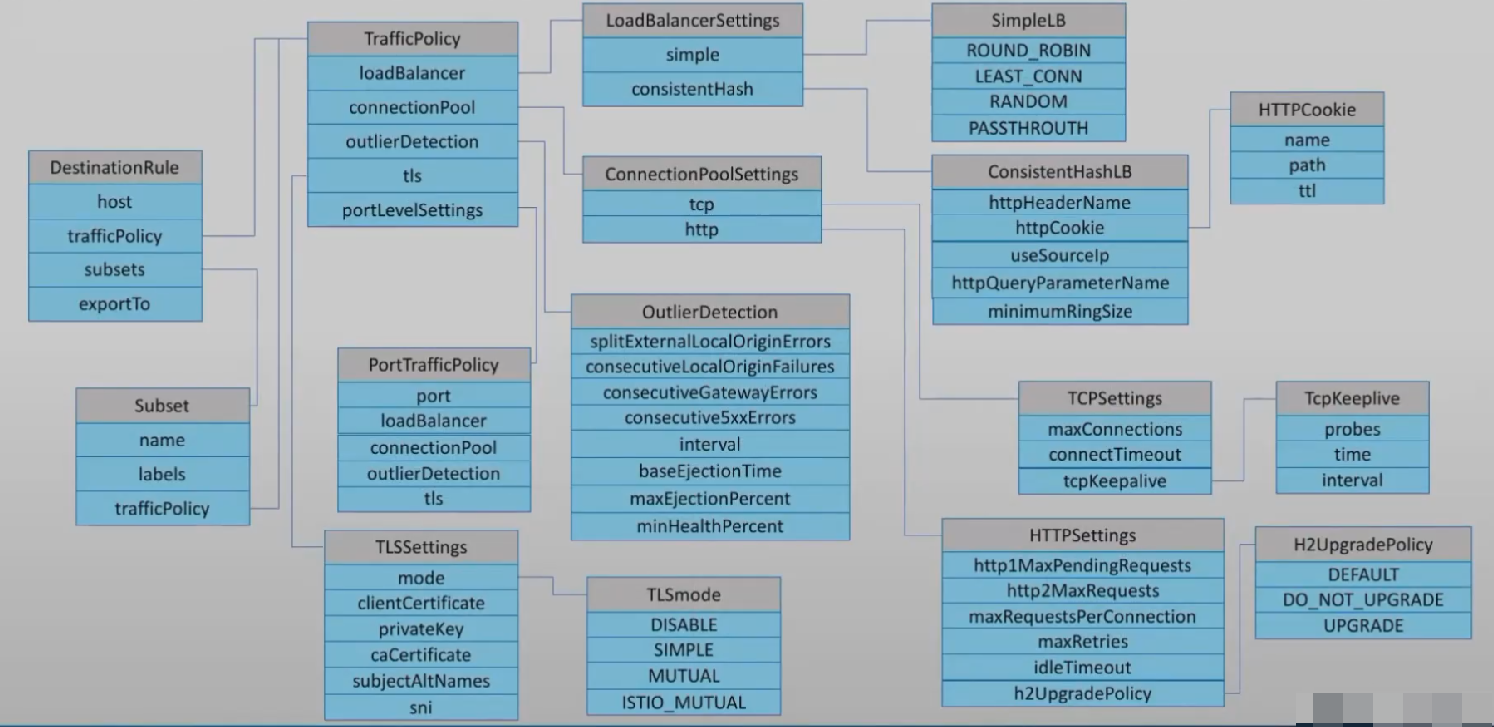 DestinationRule
host
trafficPolicy
subsets
exportTo
Subset
name
labels
trafficPolicy
TrafficPolicy
loadBalancer
connectionPool
outlierDetection
tls
portLevelSettings
PortTrafficPolicy
port
loadBalancer
connectionPool
outlierDetection
tls
TLSSettings
mode
clientCertificate
privateKey
caCertificate
subjectAltNames
sni
TLSmode
DISABLE
SIMPLE
MUTUAL
ISTIO_MUTUAL
LoadBalancerSettings
simple
consistentHash
ConnectionPoolSettings
tcp
http
OutlierDetection
splitExternalLocalOriginErrors
consecutiveLocalOriginFailures
consecutiveGatewayErrors
consecutive5xxErrors
interval
baseEjectionTime
maxEjectionPercent
minHealthPercent
SimpleLB
ROUND_ROBIN
LEAST_CONN
RANDOM
PASSTHROUTH
ConsistentHashLB
httpHeaderName
httpCookie
useSourceIp
httpQueryParameterName
minimumRingSize
HTTPCookie
name
path
ttl
TCPSettings
maxConnections
connectTimeout
tcpKeepalive
TcpKeeplive
probes
time
interval
HTTPSettings
http1MaxPendingRequests
http2MaxRequests
maxRequestsPerConnection
maxRetries
idleTimeout
h2UpgradePolicy
H2UpgradePolicy
DEFAULT
DO_NOT_UPGRADE
UPGRADE